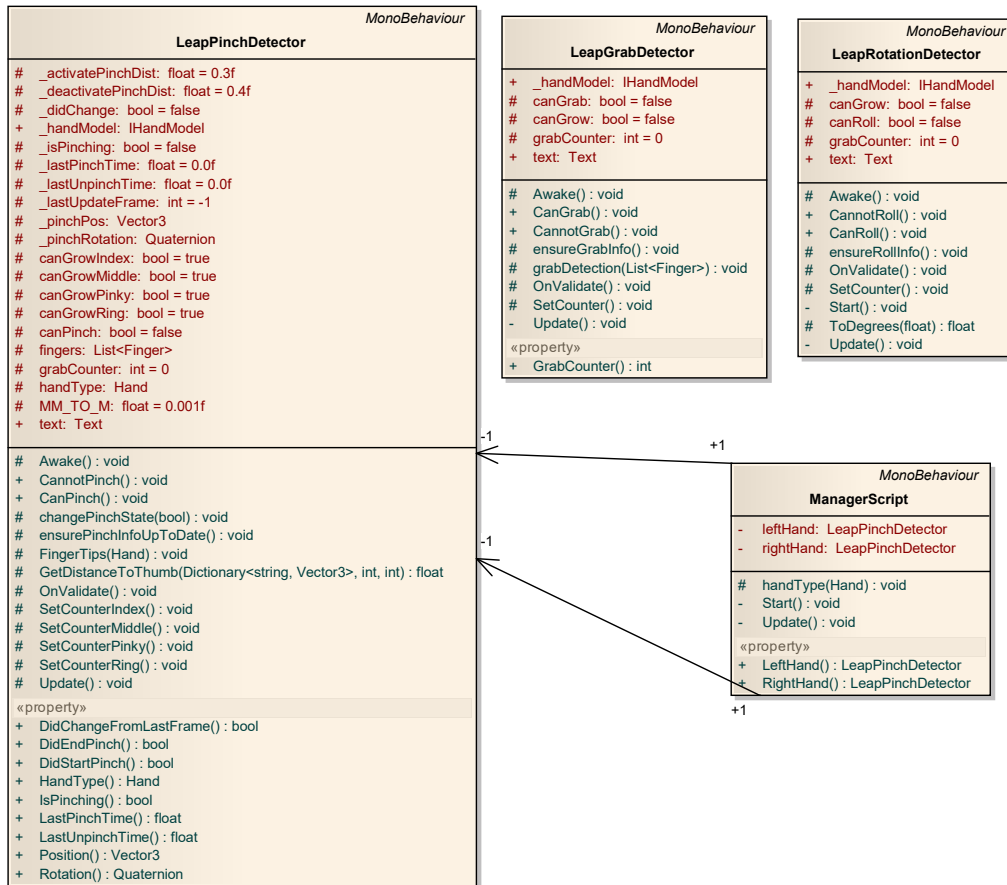 MonoBehaviour
LeapPinchDetector
# _activatePinchDist: float = 0.3f
# _deactivatePinchDist: float = 0.4f
# _didChange: bool = false
+ _handModel: IHandModel
# _isPinching: bool = false
# _lastPinchTime: float = 0.0f
# _lastUnpinchTime: float = 0.0f
# _lastUpdateFrame: int = -1
# _pinchPos: Vector3
# _pinchRotation: Quaternion
# canGrowIndex: bool = true
# canGrowMiddle: bool = true
# canGrowPinky: bool = true
# canGrowRing: bool = true
# canPinch: bool = false
# fingers: List<Finger>
# grabCounter: int = 0
# handType: Hand
# MM_TO_M: float = 0.001f
+ text: Text
# Awake() : void
+ CannotPinch() : void
+ CanPinch() : void
# changePinchState(bool) : void
# ensurePinchInfoUpToDate() : void
# FingerTips(Hand) : void
# GetDistanceToThumb(Dictionary<string, Vector3>, int, int) : float
# OnValidate() : void
# SetCounterIndex() : void
# SetCounterMiddle() : void
# SetCounterPinky() : void
# SetCounterRing() : void
# Update() : void
«property»
+ DidChangeFromLastFrame() : bool
+ DidEndPinch() : bool
+ DidStartPinch() : bool
+ HandType() : Hand
+ IsPinching() : bool
+ LastPinchTime() : float
+ LastUnpinchTime() : float
+ Position() : Vector3
+ Rotation() : Quaternion
MonoBehaviour
LeapGrabDetector
+ _handModel: IHandModel
# canGrab: bool = false
# canGrow: bool = false
# grabCounter: int = 0
+ text: Text
# Awake() : void
+ CanGrab() : void
+ CannotGrab() : void
# ensureGrabInfo() : void
# grabDetection(List<Finger>) : void
# OnValidate() : void
# SetCounter() : void
- Update() : void
«property»
+ GrabCounter() : int
MonoBehaviour
LeapRotationDetector
+ _handModel: IHandModel
# canGrow: bool = false
# canRoll: bool = false
# grabCounter: int = 0
+ text: Text
# Awake() : void
+ CannotRoll() : void
+ CanRoll() : void
# ensureRollInfo() : void
# OnValidate() : void
# SetCounter() : void
- Start() : void
# ToDegrees(float) : float
- Update() : void
-1
+1
-1
+1
MonoBehaviour
ManagerScript
- leftHand: LeapPinchDetector
- rightHand: LeapPinchDetector
# handType(Hand) : void
- Start() : void
- Update() : void
«property»
+ LeftHand() : LeapPinchDetector
+ RightHand() : LeapPinchDetector